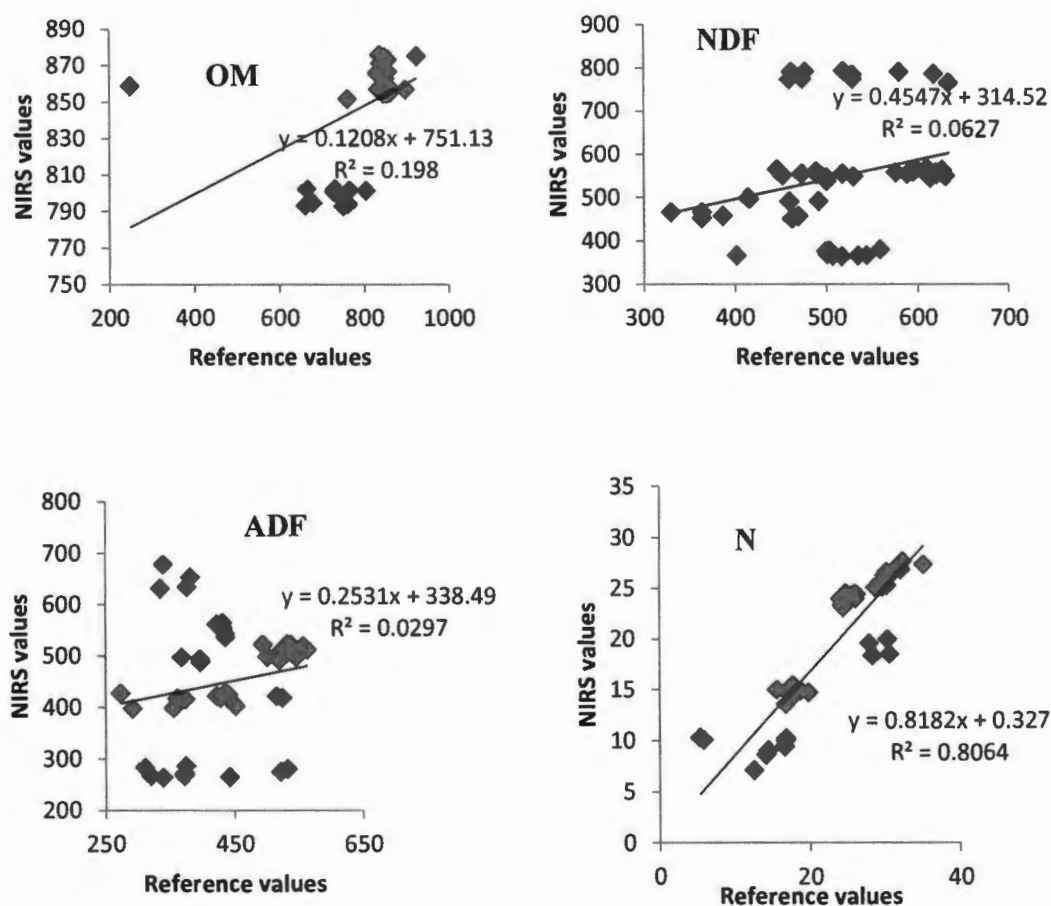 OM
890
870
850
830
810
790
770
750
NIRS values
y = 0.1208x + 751.13
R² = 0.198
200 400 600 800 1000
Reference values
NDF
900
800
700
600
500
400
300
NIRS values
y = 0.4547x + 314.52
R² = 0.0627
300 400 500 600 700
Reference values
ADF
800
700
600
500
400
300
200
NIRS values
y = 0.2531x + 338.49
R² = 0.0297
250 450 650
Reference values
N
35
30
25
20
15
10
5
0
NIRS values
y = 0.8182x + 0.327
R² = 0.8064
0 20 40
Reference values